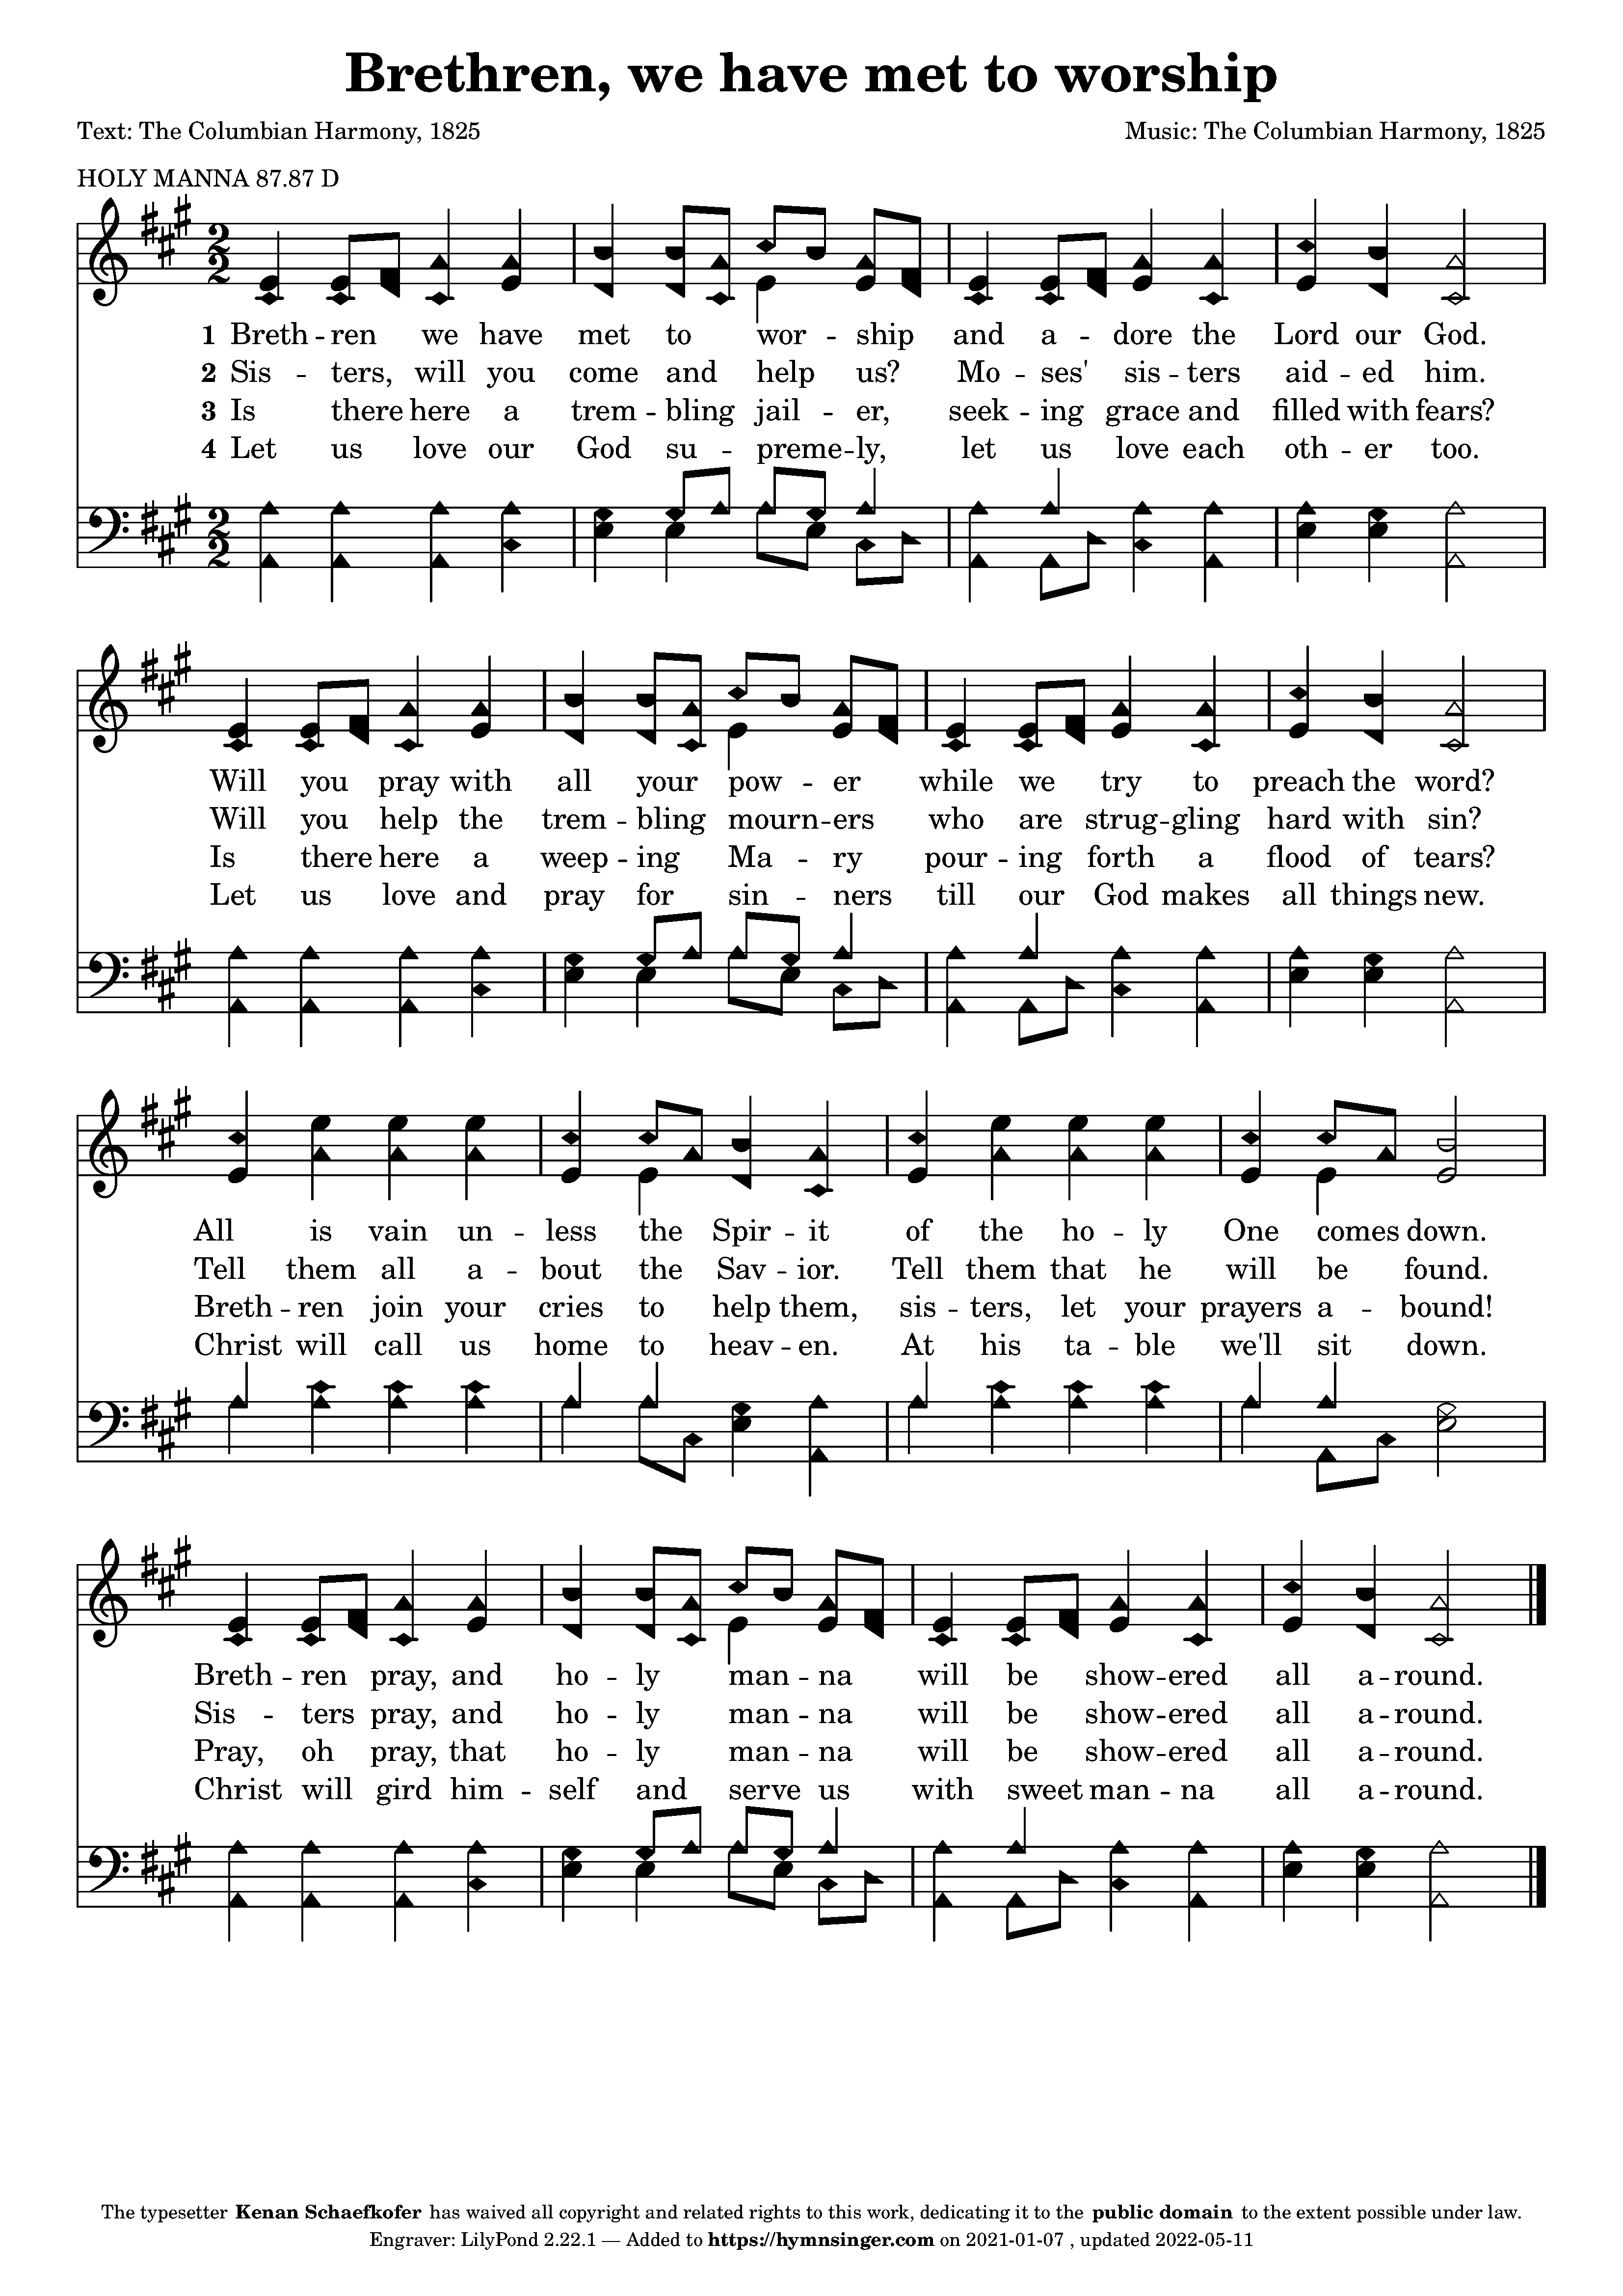 Brethren, we have met to worship
Text: The Columbian Harmony, 1825
Music: The Columbian Harmony, 1825
HOLY MANNA 87.87 D
1 Breth - ren we have met to wor - ship and a - dore the Lord our God.
2 Sis - ters, will you come and help us? Mo - ses' sis - ters aid - ed him.
3 Is there here a trem - bling jail - er, seek - ing grace and filled with fears?
4 Let us love our God su - preme - ly, let us love each oth - er too.
Will you pray with all your pow - er while we try to preach the word?
Will you help the trem - bling mourn - ers who are strug - gling hard with sin?
Is there here a weep - ing Ma - ry pour - ing forth a flood of tears?
Let us love and pray for sin - ners till our God makes all things new.
All is vain un - less the Spir - it of the ho - ly One comes down.
Tell them all a - bout the Sav - ior. Tell them that he will be found.
Breth - ren join your cries to help them, sis - ters, let your prayers a - bound!
Christ will call us home to heav - en. At his ta - ble we'll sit down.
Breth - ren pray, and ho - ly man - na will be show - ered all a - round.
Sis - ters pray, and ho - ly man - na will be show - ered all a - round.
Pray, oh pray, that ho - ly man - na will be show - ered all a - round.
Christ will gird him - self and serve us with sweet man - na all a - round.
The typesetter Kenan Schaefkofer has waived all copyright and related rights to this work, dedicating it to the public domain to the extent possible under law.
Engraver: LilyPond 2.22.1 — Added to https://hymnsinger.com on 2021-01-07 , updated 2022-05-11